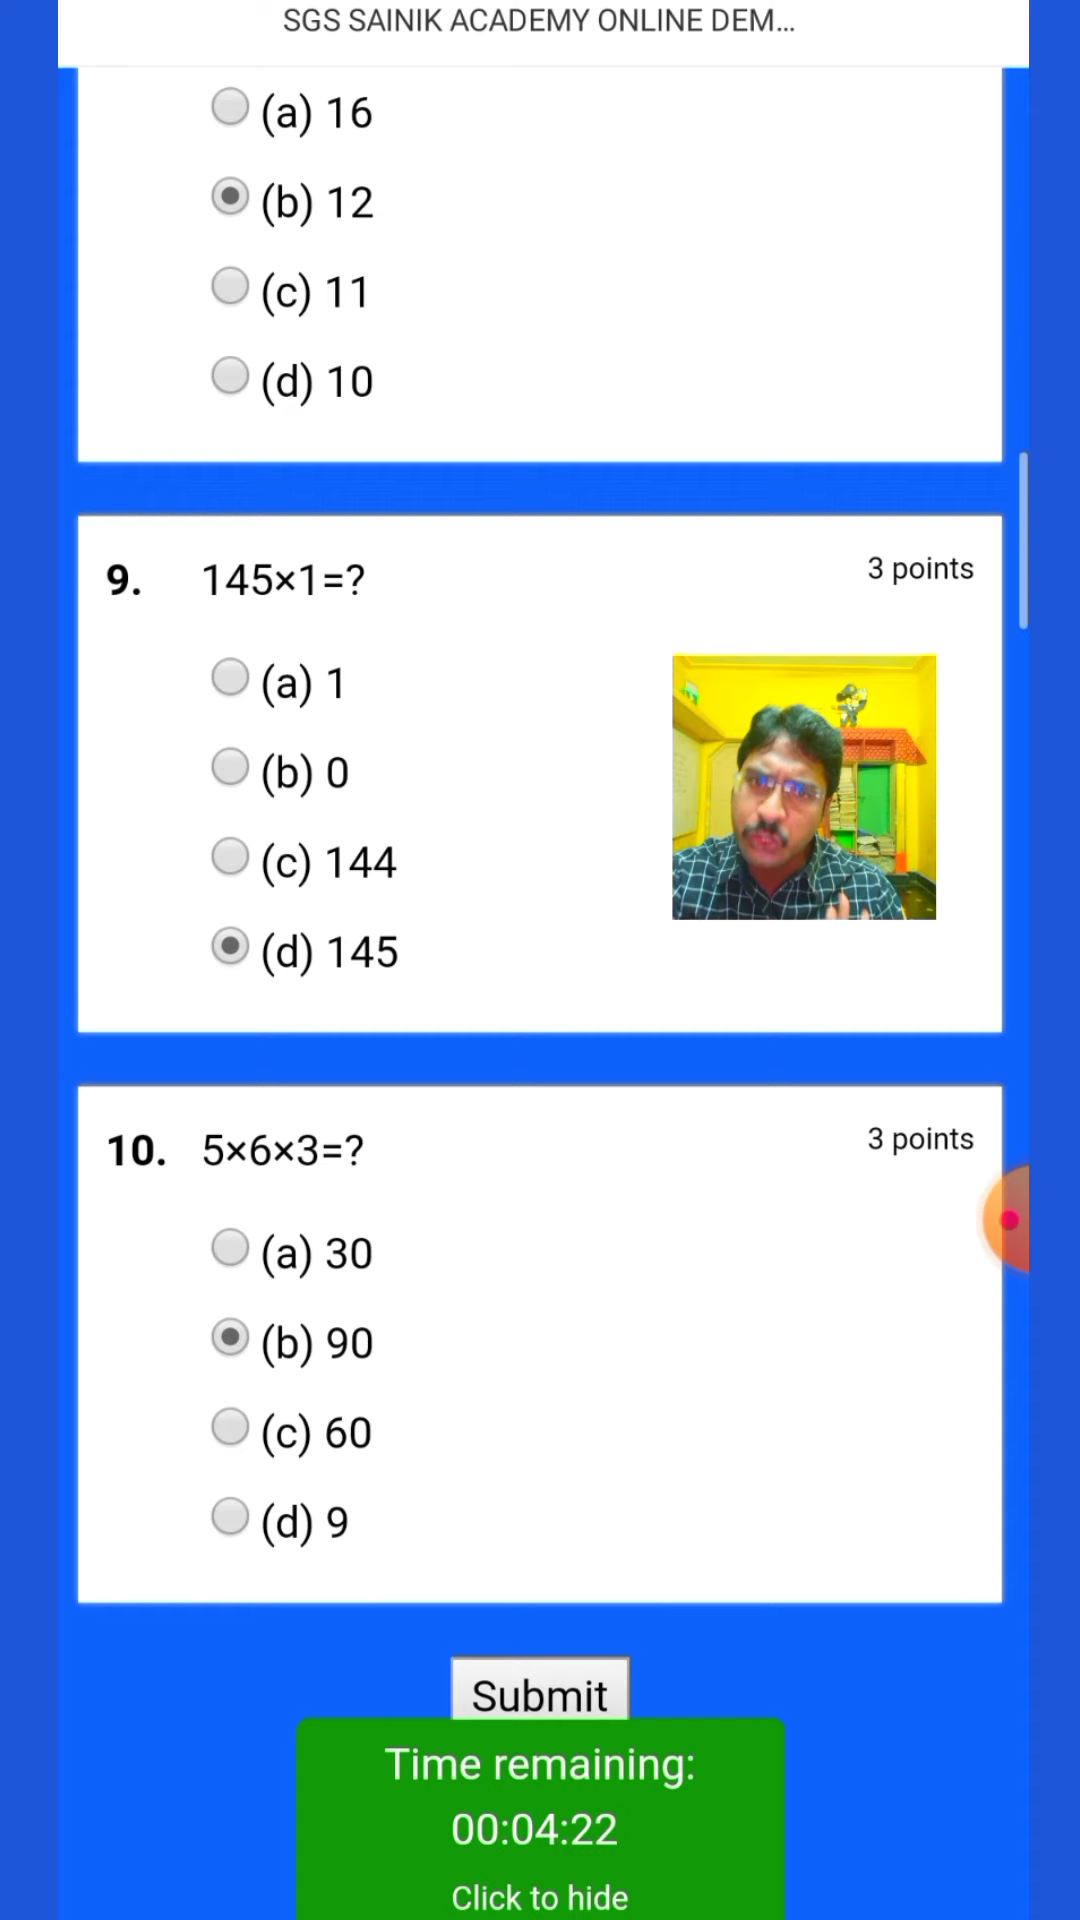 SGS SAINIK ACADEMY ONLINE DEM...
(a) 16
(b) 12
(c) 11
(d) 10
9. 145×1=? 3 points
(a) 1
(b) 0
(c) 144
(d) 145
10. 5×6×3=? 3 points
(a) 30
(b) 90
(c) 60
(d) 9
Submit
Time remaining:
00:04:22
Click to hide